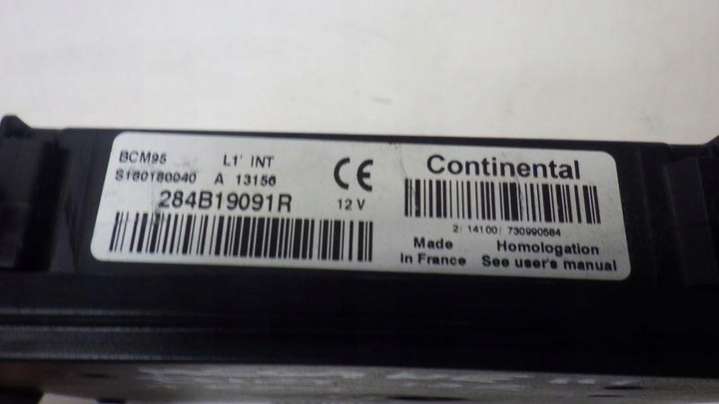 BCM95 L1' INT
S180180040 A 13156
284B19091R
CE
12 V
Continental
2/ 14100/ 730990584
Made
In France
Homologation
See user's manual